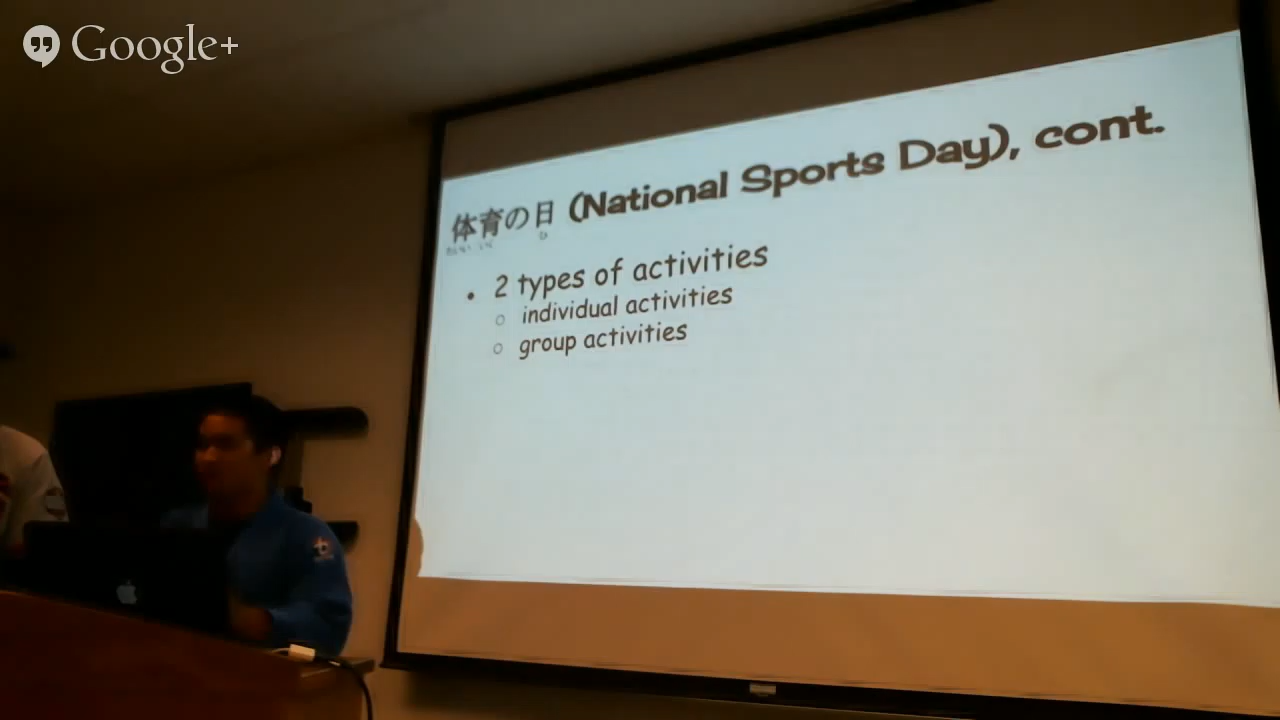 Google+
体育の日 (National Sports Day), cont.
2 types of activities
individual activities
group activities